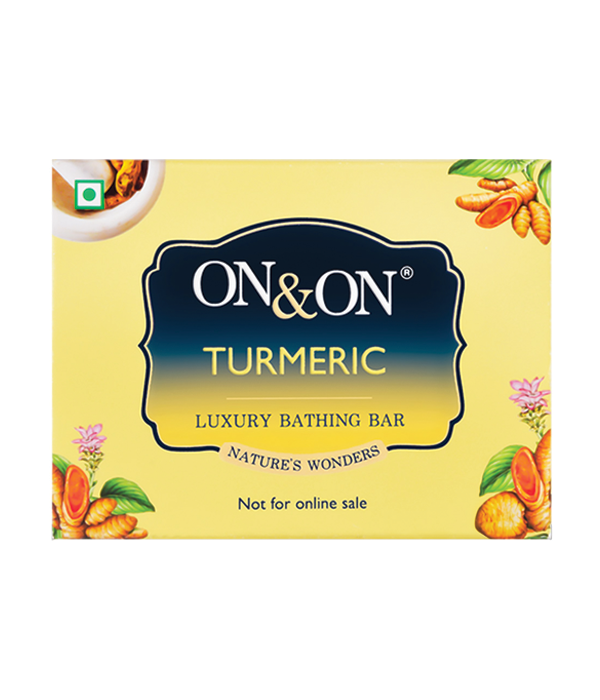 ON&ON®
TURMERIC
LUXURY BATHING BAR
NATURE'S WONDERS
Not for online sale